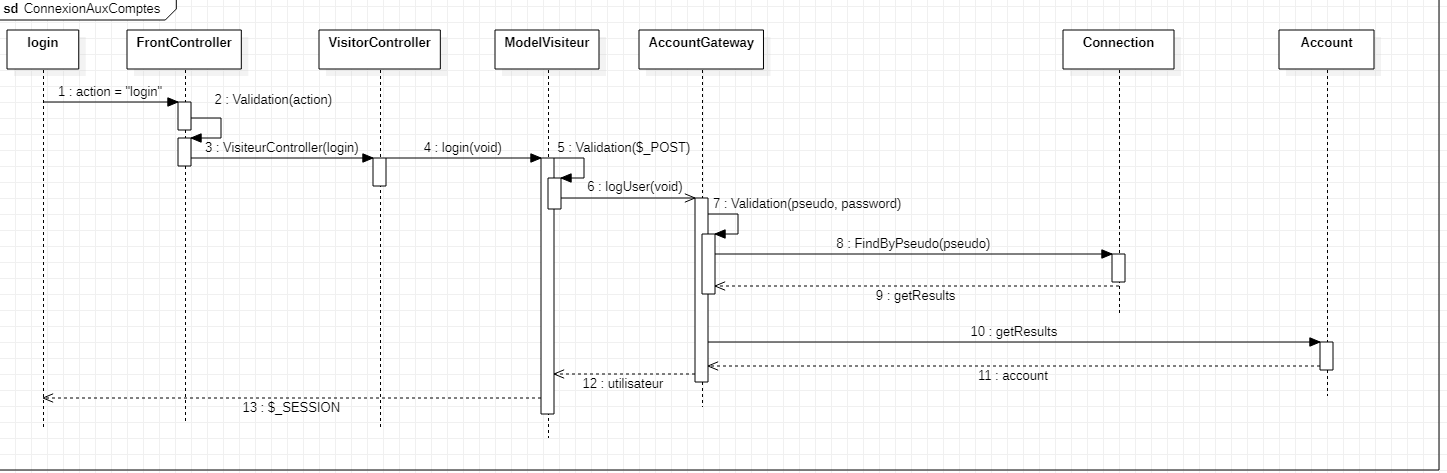 sd ConnexionAuxComptes
login
FrontController
VisitorController
ModelVisiteur
AccountGateway
Connection
Account
1 : action = "login"
2 : Validation(action)
3 : VisiteurController(login)
4 : login(void)
5 : Validation($_POST)
6 : logUser(void)
7 : Validation(pseudo, password)
8 : FindByPseudo(pseudo)
9 : getResults
10 : getResults
11 : account
12 : utilisateur
13 : $_SESSION